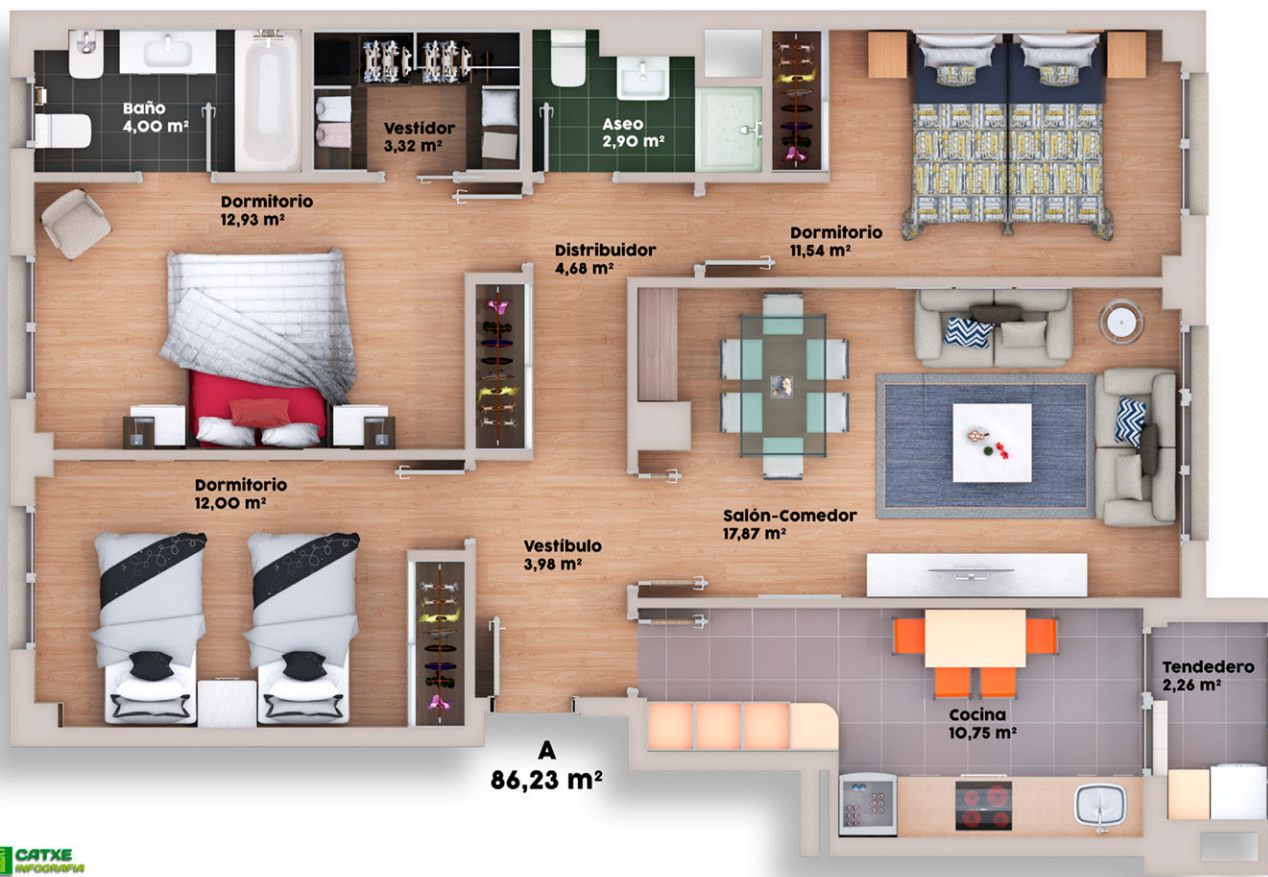 Baño
4,00 m²
Vestidor
3,32 m²
Aseo
2,90 m²
Dormitorio
12,93 m²
Distribuidor
4,68 m²
Dormitorio
11,54 m²
Dormitorio
12,00 m²
Vestíbulo
3,98 m²
Salón-Comedor
17,87 m²
Cocina
10,75 m²
Tendedero
2,26 m²
A
86,23 m²
CATXE
INFOGRAFIA